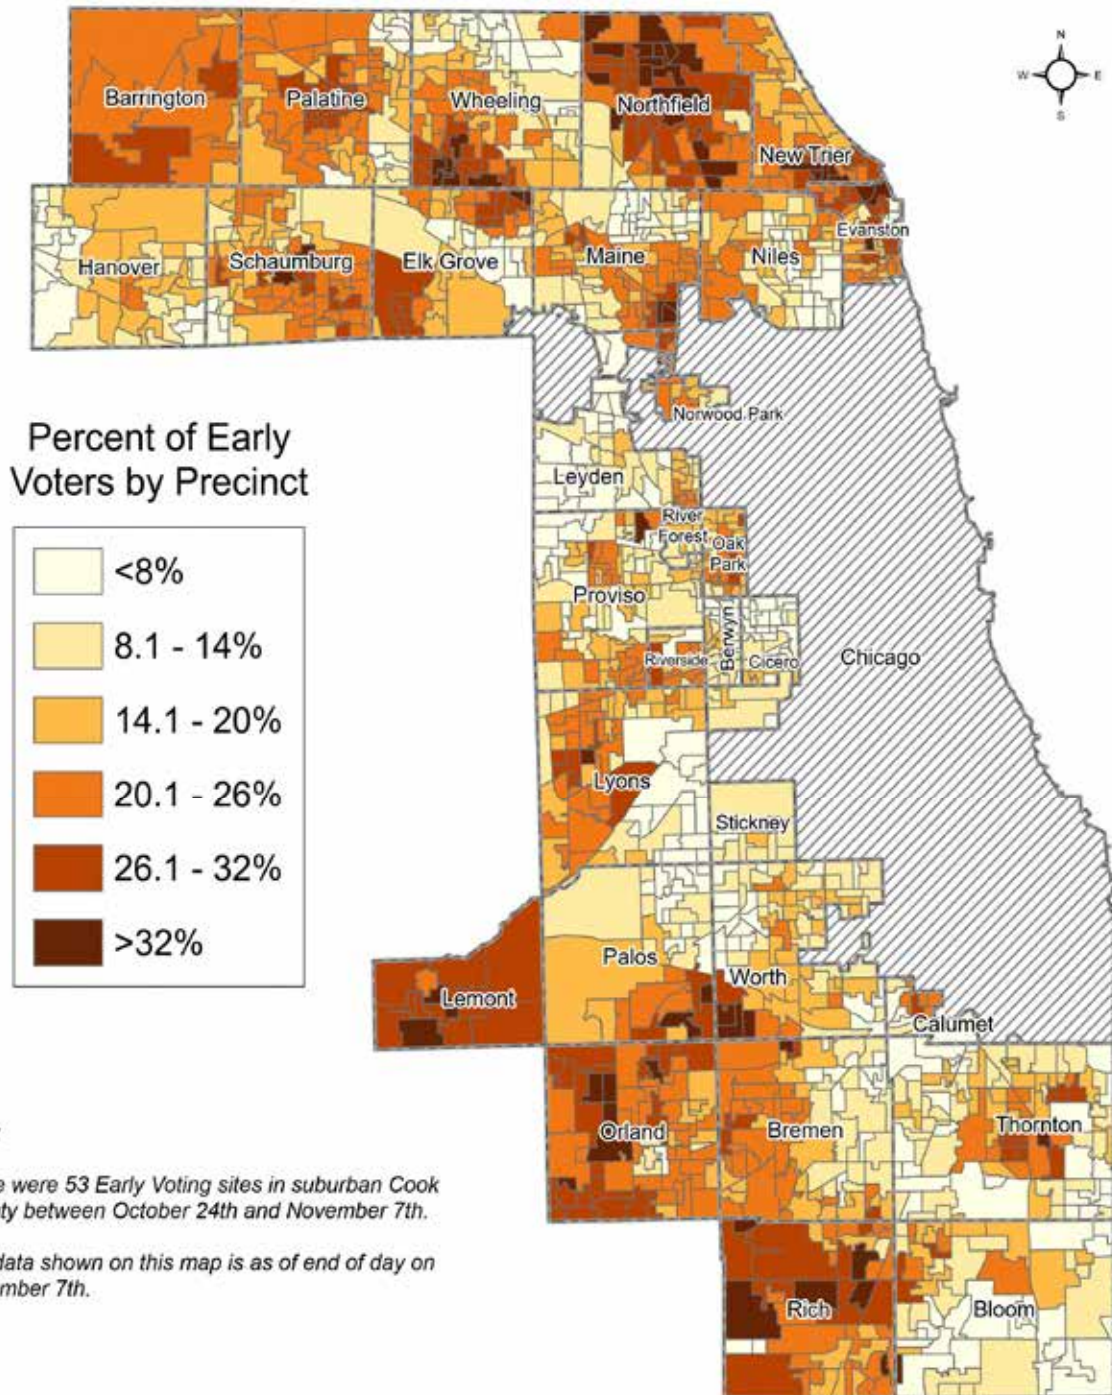 N
W E
S
Barrington
Palatine
Wheeling
Northfield
New Trier
Evanston
Hanover
Schaumburg
Elk Grove
Maine
Niles
Norwood Park
Percent of Early
Voters by Precinct
<8%
8.1 - 14%
14.1 - 20%
20.1 - 26%
26.1 - 32%
>32%
Leyden
River
Forest
Oak
Park
Proviso
Riverside
Berwyn
Cicero
Chicago
Lyons
Stickney
Palos
Worth
Lemont
Calumet
Orland
Bremen
Thornton
Rich
Bloom
e were 53 Early Voting sites in suburban Cook
ty between October 24th and November 7th.
data shown on this map is as of end of day on
mber 7th.